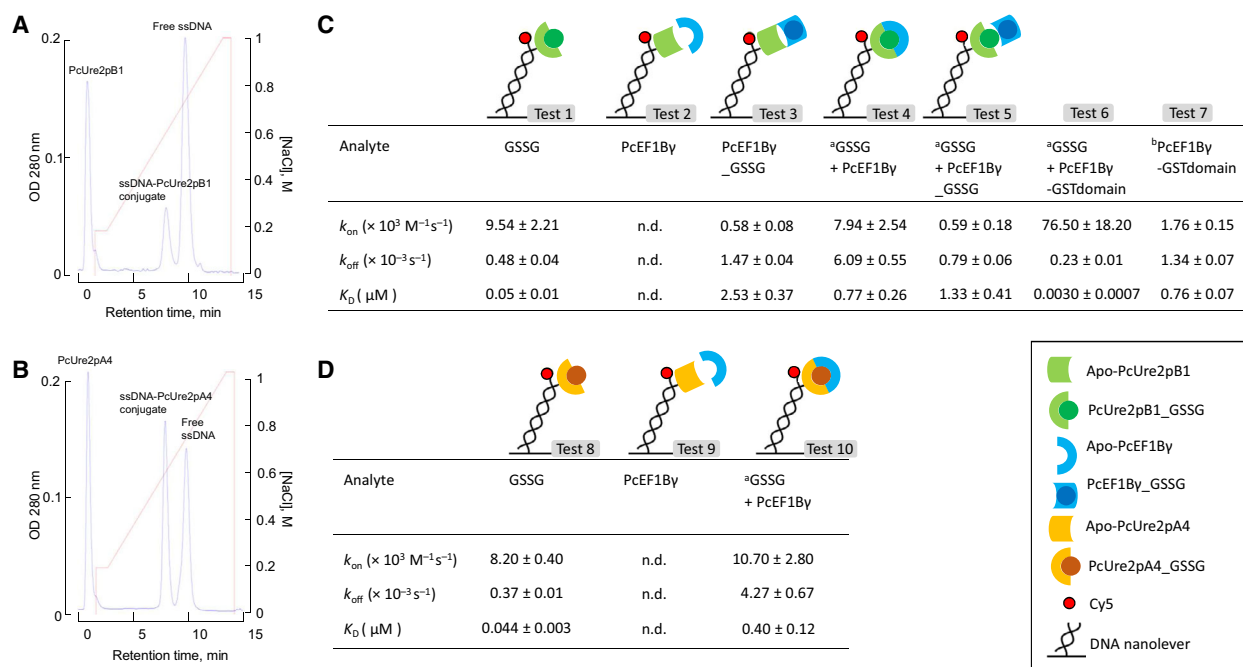 A
Free ssDNA
0.2
1
PcUre2pB1
0.8
OD 280 nm
0.1
0.6
[NaCl], M
ssDNA-PcUre2pB1
conjugate
0.4
0.2
0
0
0 5 10 15
Retention time, min
B
PcUre2pA4
0.2
1
ssDNA-PcUre2pA4
conjugate
Free
ssDNA
0.8
OD 280 nm
0.1
0.6
[NaCl], M
0.4
0.2
0
0
0 5 10 15
Retention time, min
C
Test 1 Test 2 Test 3 Test 4 Test 5 Test 6 Test 7
Analyte GSSG PcEF1Bγ PcEF1Bγ ᵃGSSG ᵃGSSG ᵃGSSG ᵇPcEF1Bγ
_GSSG + PcEF1Bγ + PcEF1Bγ + PcEF1Bγ -GSTdomain
_GSSG -GSTdomain
kon (× 10³ M⁻¹s⁻¹) 9.54 ± 2.21 n.d. 0.58 ± 0.08 7.94 ± 2.54 0.59 ± 0.18 76.50 ± 18.20 1.76 ± 0.15
koff (× 10⁻³ s⁻¹) 0.48 ± 0.04 n.d. 1.47 ± 0.04 6.09 ± 0.55 0.79 ± 0.06 0.23 ± 0.01 1.34 ± 0.07
KD ( μM ) 0.05 ± 0.01 n.d. 2.53 ± 0.37 0.77 ± 0.26 1.33 ± 0.41 0.0030 ± 0.0007 0.76 ± 0.07
D
Test 8 Test 9 Test 10
Analyte GSSG PcEF1Bγ ᵃGSSG
+ PcEF1Bγ
kon (× 10³ M⁻¹s⁻¹) 8.20 ± 0.40 n.d. 10.70 ± 2.80
koff (× 10⁻³ s⁻¹) 0.37 ± 0.01 n.d. 4.27 ± 0.67
KD ( μM ) 0.044 ± 0.003 n.d. 0.40 ± 0.12
Apo-PcUre2pB1
PcUre2pB1_GSSG
Apo-PcEF1Bγ
PcEF1Bγ_GSSG
Apo-PcUre2pA4
PcUre2pA4_GSSG
Cy5
DNA nanolever